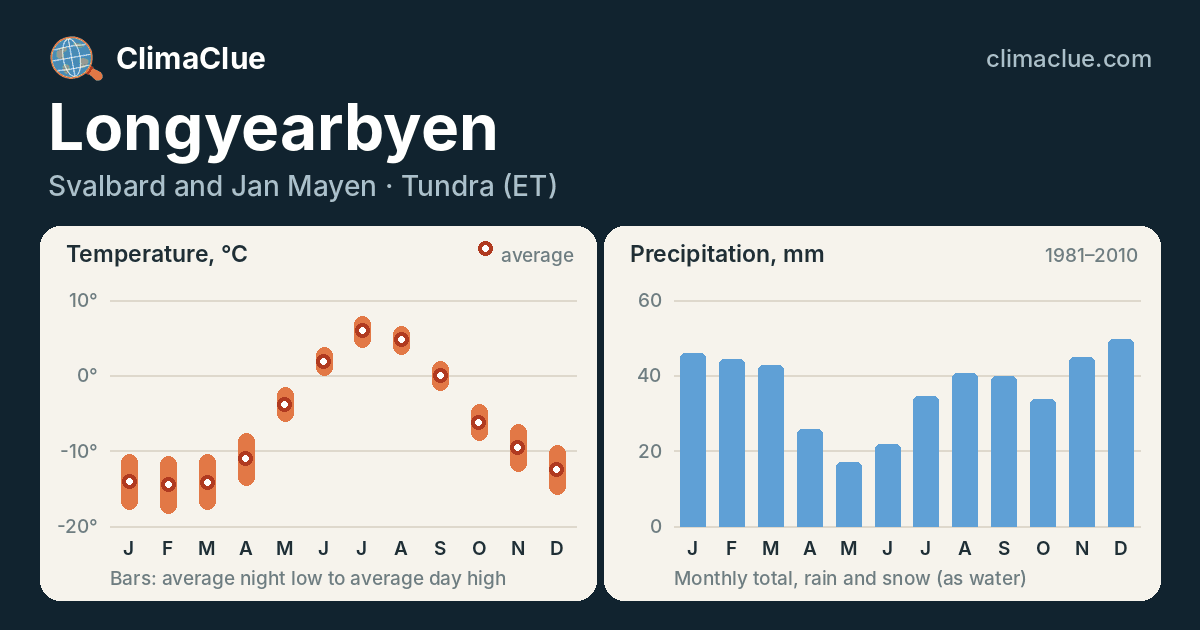 ClimaClue
climaclue.com
Longyearbyen
Svalbard and Jan Mayen · Tundra (ET)
Temperature, °C
average
10°
0°
-10°
-20°
J F M A M J J A S O N D
Bars: average night low to average day high
Precipitation, mm
1981–2010
60
40
20
0
J F M A M J J A S O N D
Monthly total, rain and snow (as water)